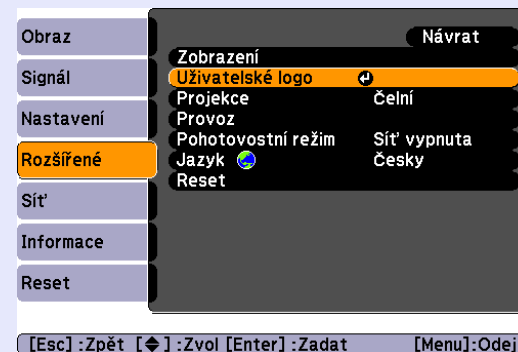 Obraz
Signál
Nastavení
Rozšířené
Síť
Informace
Reset
Návrat
Zobrazení
Uživatelské logo
Projekce Čelní
Provoz
Pohotovostní režim Síť vypnuta
Jazyk Česky
Reset
[Esc] :Zpět [◆] :Zvol [Enter] :Zadat [Menu]:Odej